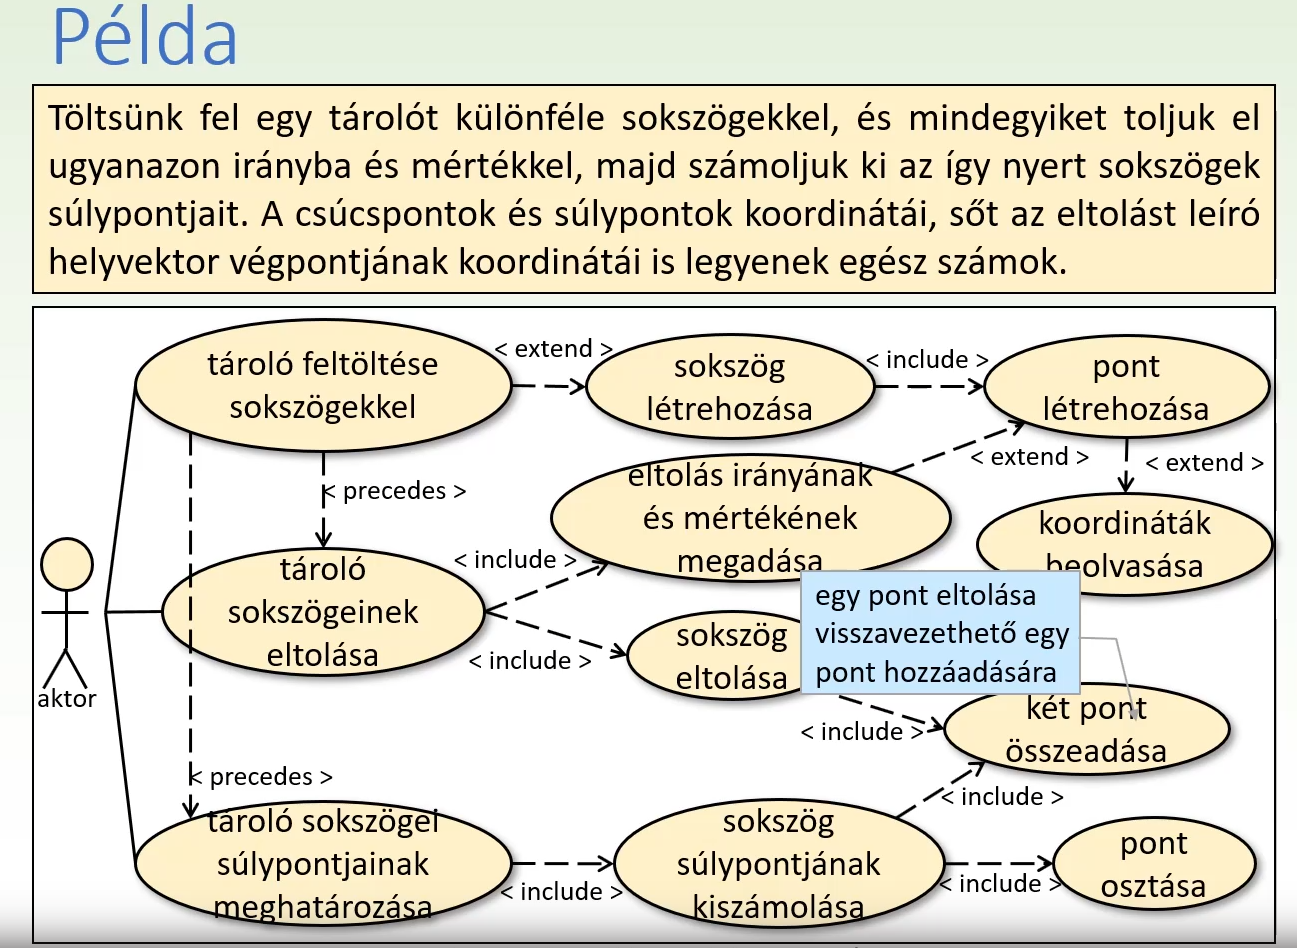 Példa
Töltsünk fel egy tárolót különféle sokszögekkel, és mindegyiket toljuk el
ugyanazon irányba és mértékkel, majd számoljuk ki az így nyert sokszögek
súlypontjait. A csúcspontok és súlypontok koordinátái, sőt az eltolást leíró
helyvektor végpontjának koordinátái is legyenek egész számok.
tároló feltöltése
sokszögekkel
< extend >
sokszög
létrehozása
< include >
pont
létrehozása
< precedes >
eltolás irányának
és mértékének
megadása
< extend >
< extend >
koordináták
beolvasása
tároló
sokszögeinek
eltolása
< include >
< include >
sokszög
eltolása
egy pont eltolása
visszavezethető egy
pont hozzáadására
aktor
< include >
két pont
összeadása
< precedes >
< include >
tároló sokszögei
súlypontjainak
meghatározása
< include >
sokszög
súlypontjának
kiszámolása
< include >
pont
osztása